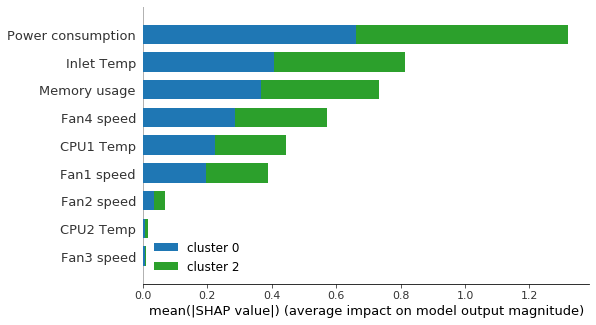 Power consumption
Inlet Temp
Memory usage
Fan4 speed
CPU1 Temp
Fan1 speed
Fan2 speed
CPU2 Temp
Fan3 speed
cluster 0
cluster 2
0.0 0.2 0.4 0.6 0.8 1.0 1.2
mean(|SHAP value|) (average impact on model output magnitude)